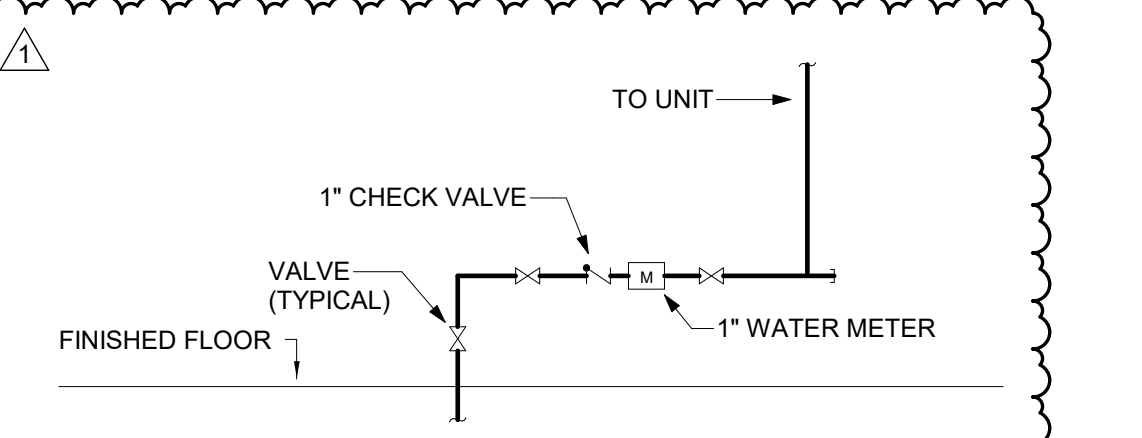 1
TO UNIT
1" CHECK VALVE
VALVE
(TYPICAL)
M
1" WATER METER
FINISHED FLOOR